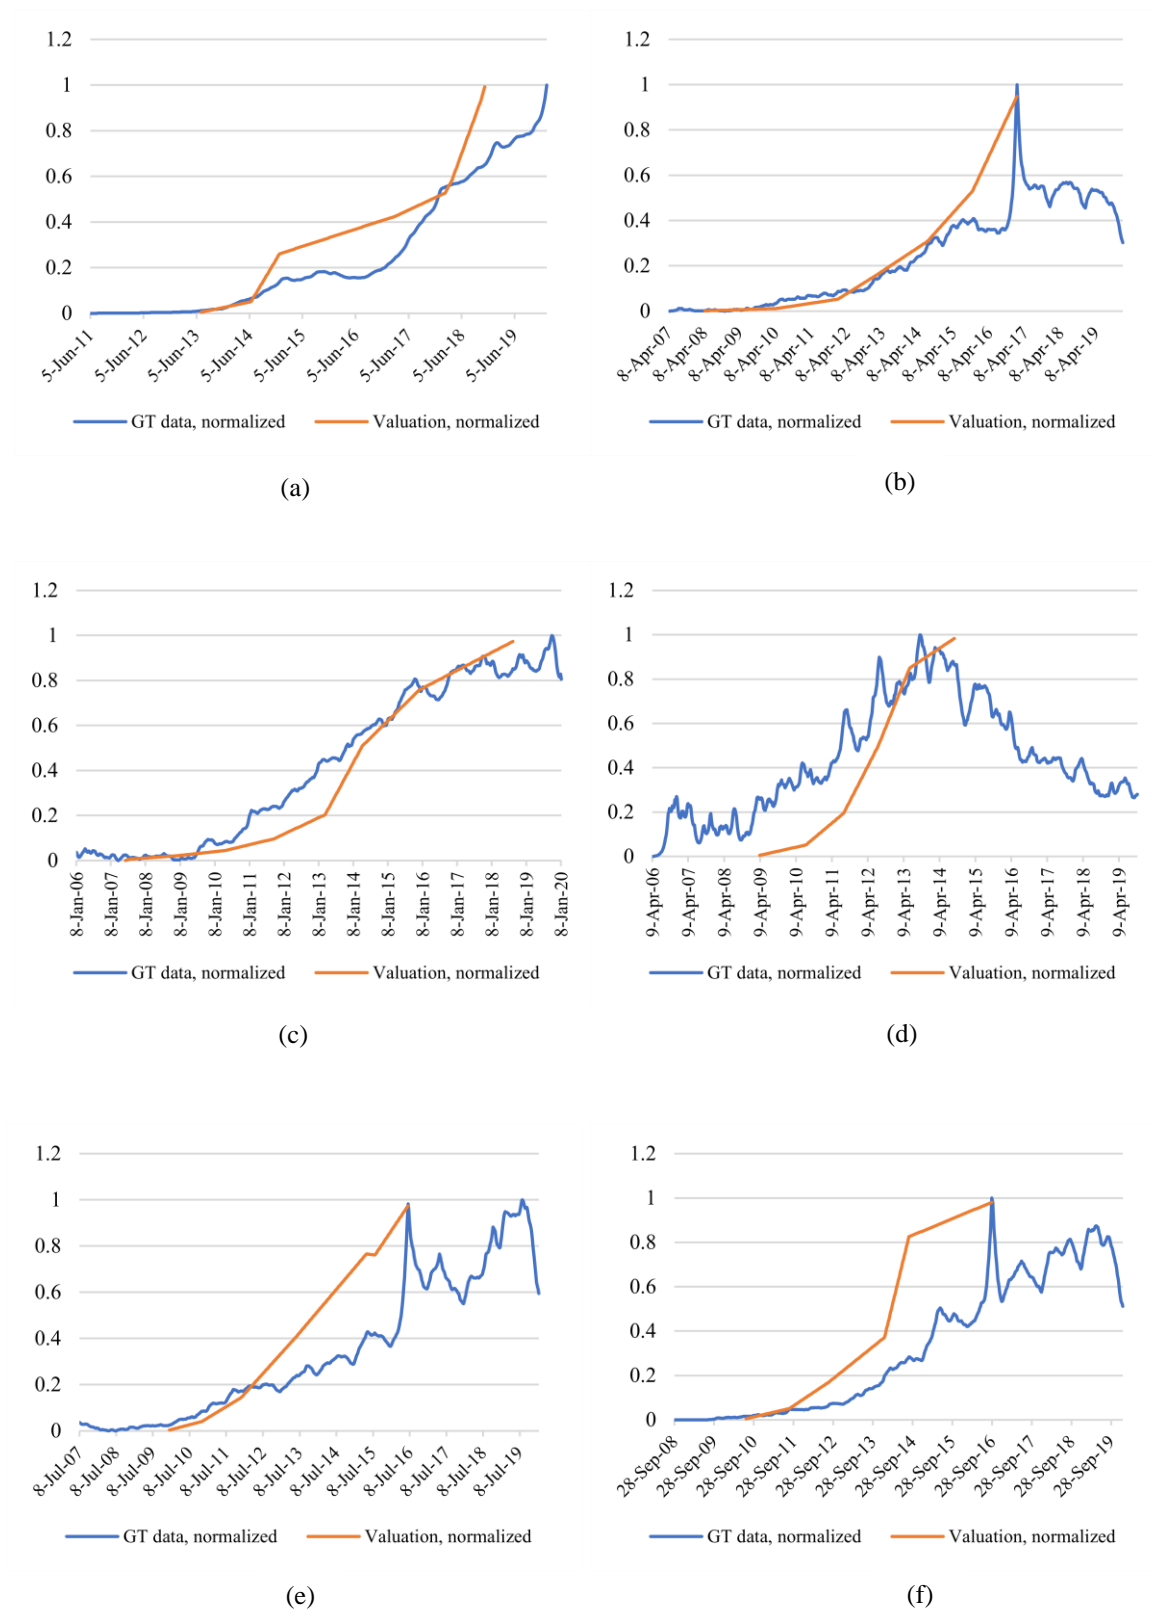 1.2
1
0.8
0.6
0.4
0.2
0
5-Jun-11
5-Jun-12
5-Jun-13
5-Jun-14
5-Jun-15
5-Jun-16
5-Jun-17
5-Jun-18
5-Jun-19
GT data, normalized
Valuation, normalized
(a)
1.2
1
0.8
0.6
0.4
0.2
0
8-Apr-07
8-Apr-08
8-Apr-09
8-Apr-10
8-Apr-11
8-Apr-12
8-Apr-13
8-Apr-14
8-Apr-15
8-Apr-16
8-Apr-17
8-Apr-18
8-Apr-19
GT data, normalized
Valuation, normalized
(b)
1.2
1
0.8
0.6
0.4
0.2
0
8-Jan-06
8-Jan-07
8-Jan-08
8-Jan-09
8-Jan-10
8-Jan-11
8-Jan-12
8-Jan-13
8-Jan-14
8-Jan-15
8-Jan-16
8-Jan-17
8-Jan-18
8-Jan-19
8-Jan-20
GT data, normalized
Valuation, normalized
(c)
1.2
1
0.8
0.6
0.4
0.2
0
9-Apr-06
9-Apr-07
9-Apr-08
9-Apr-09
9-Apr-10
9-Apr-11
9-Apr-12
9-Apr-13
9-Apr-14
9-Apr-15
9-Apr-16
9-Apr-17
9-Apr-18
9-Apr-19
GT data, normalized
Valuation, normalized
(d)
1.2
1
0.8
0.6
0.4
0.2
0
8-Jul-07
8-Jul-08
8-Jul-09
8-Jul-10
8-Jul-11
8-Jul-12
8-Jul-13
8-Jul-14
8-Jul-15
8-Jul-16
8-Jul-17
8-Jul-18
8-Jul-19
GT data, normalized
Valuation, normalized
(e)
1.2
1
0.8
0.6
0.4
0.2
0
28-Sep-08
28-Sep-09
28-Sep-10
28-Sep-11
28-Sep-12
28-Sep-13
28-Sep-14
28-Sep-15
28-Sep-16
28-Sep-17
28-Sep-18
28-Sep-19
GT data, normalized
Valuation, normalized
(f)